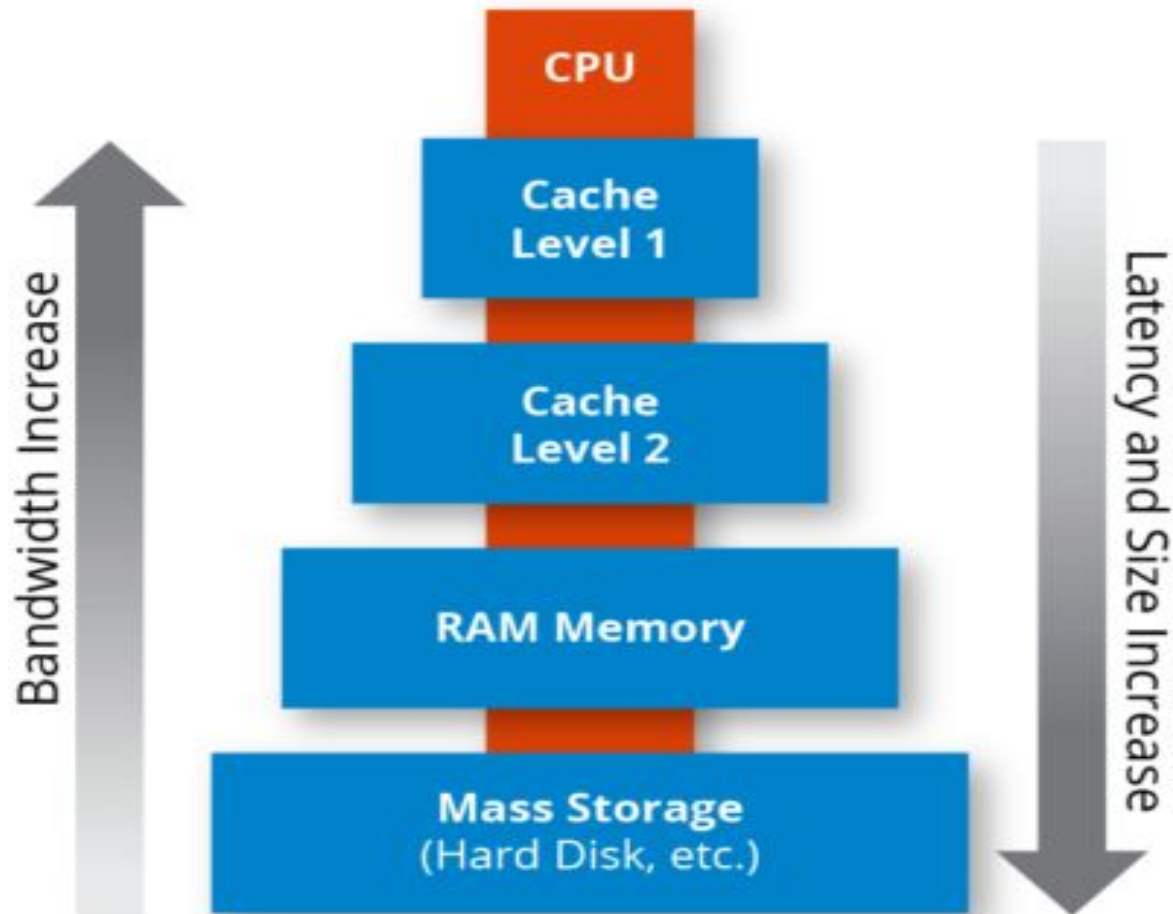 CPU
Cache
Level 1
Cache
Level 2
RAM Memory
Mass Storage
(Hard Disk, etc.)
Bandwidth Increase
Latency and Size Increase